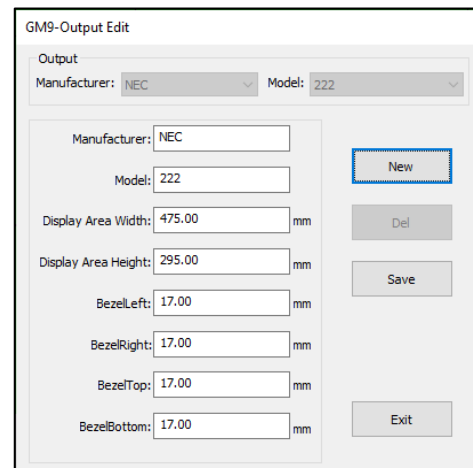 GM9-Output Edit
Output
Manufacturer: NEC Model: 222
Manufacturer: NEC
New
Model: 222
Display Area Width: 475.00 mm
Del
Display Area Height: 295.00 mm
Save
BezelLeft: 17.00 mm
BezelRight: 17.00 mm
BezelTop: 17.00 mm
BezelBottom: 17.00 mm
Exit